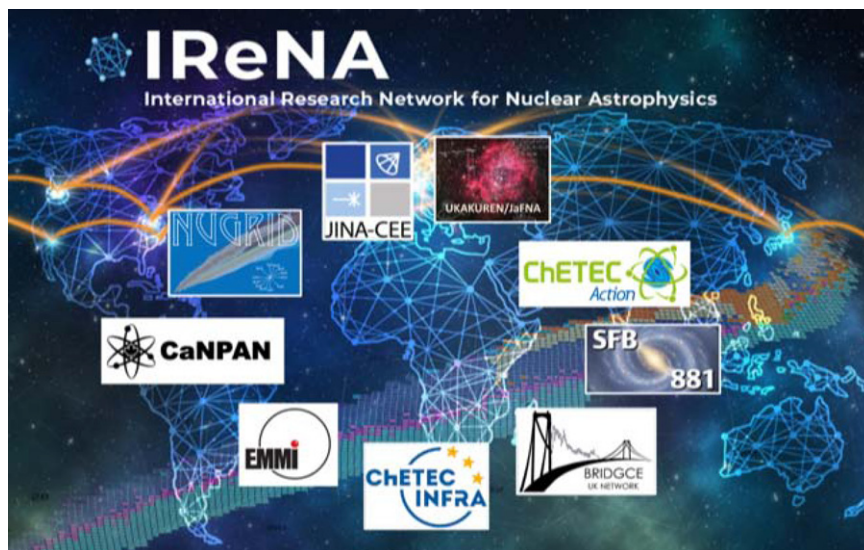 IReNA
International Research Network for Nuclear Astrophysics
JINA-CEE
UKAKUREN/JaFNA
NUGRID
ChETEC
Action
CaNPAN
SFB
881
EMMi
ChETEC
INFRA
BRIDGCE
UK NETWORK